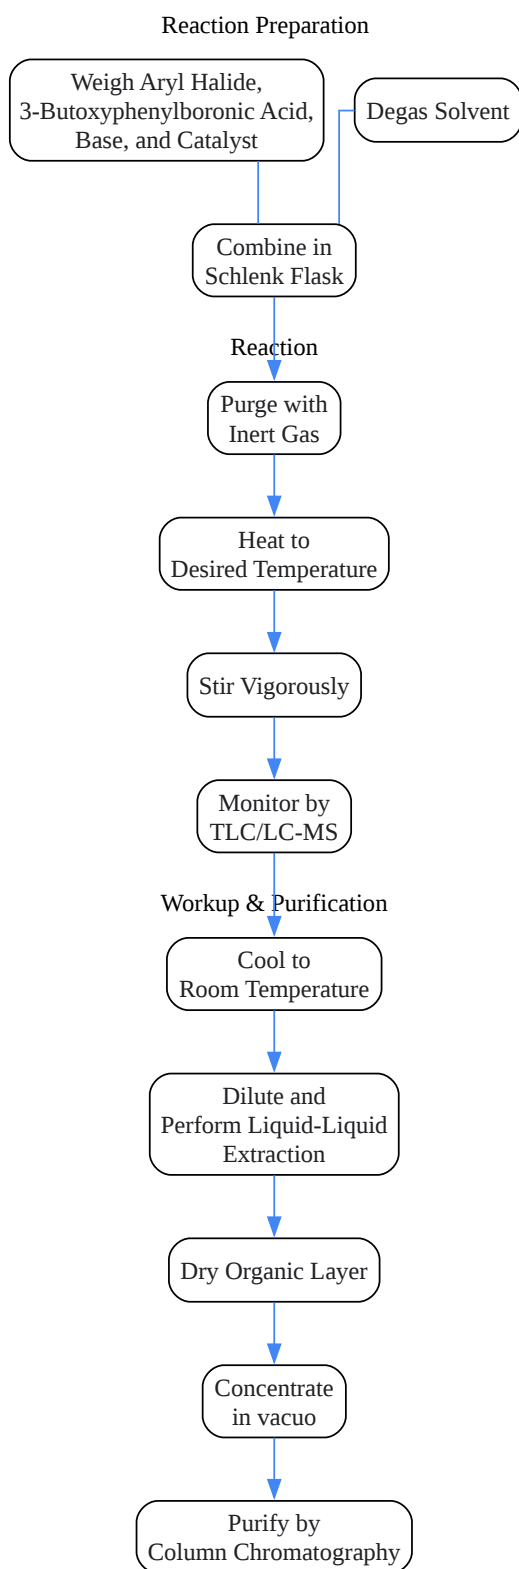 Reaction Preparation
Weigh Aryl Halide,
3-Butoxyphenylboronic Acid,
Base, and Catalyst
Degas Solvent
Combine in
Schlenk Flask
Reaction
Purge with
Inert Gas
Heat to
Desired Temperature
Stir Vigorously
Monitor by
TLC/LC-MS
Workup & Purification
Cool to
Room Temperature
Dilute and
Perform Liquid-Liquid
Extraction
Dry Organic Layer
Concentrate
in vacuo
Purify by
Column Chromatography